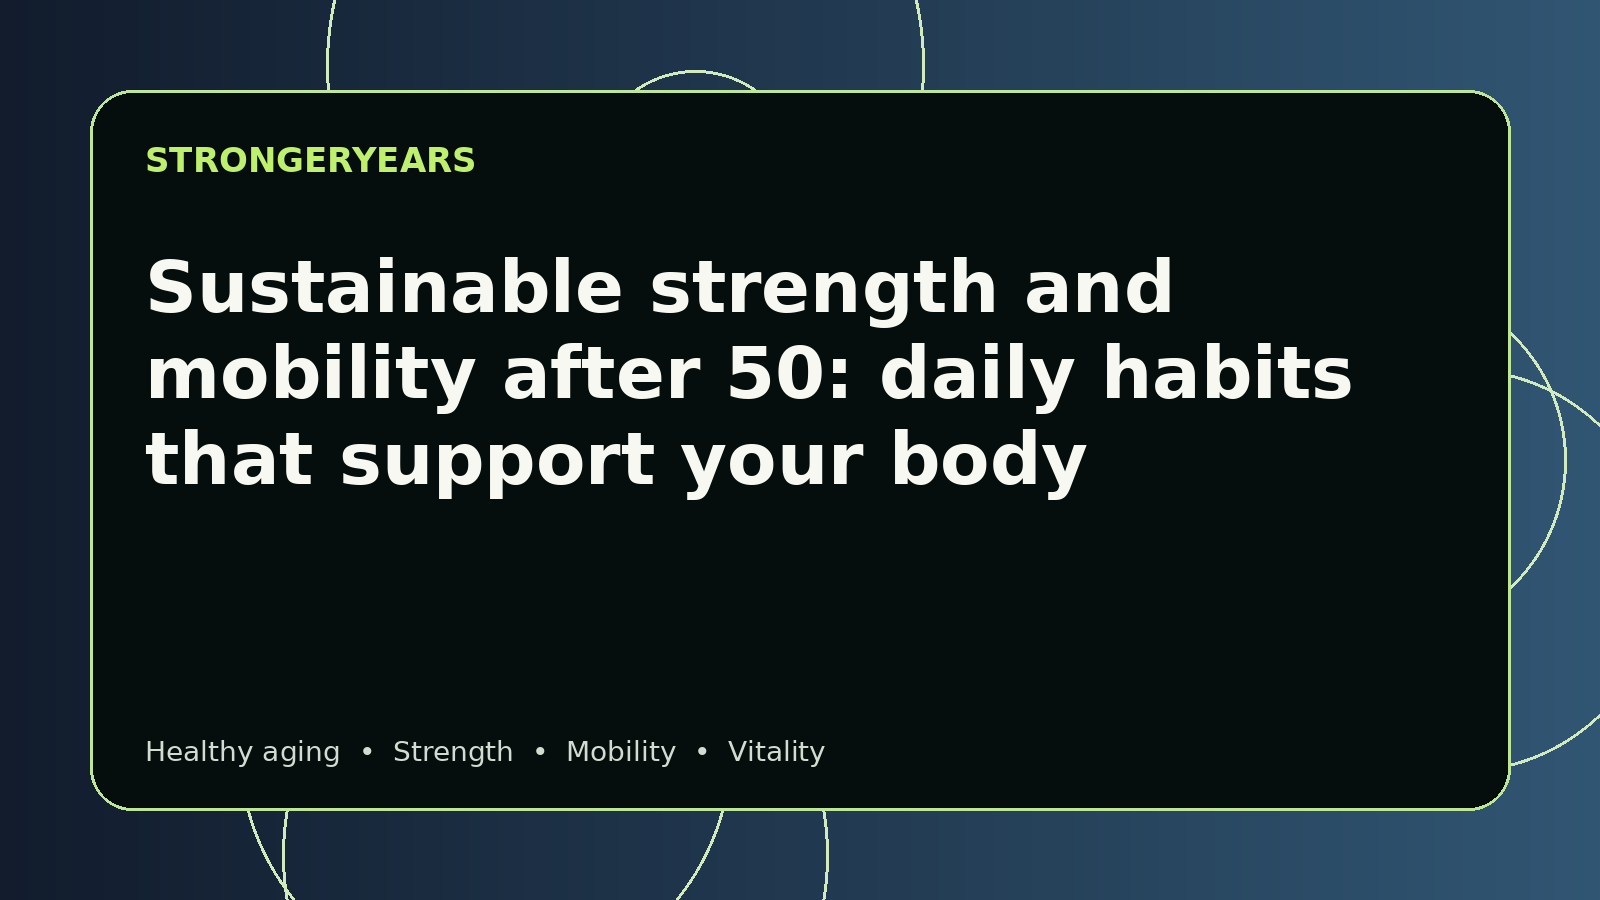 STRONGERYEARS
Sustainable strength and
mobility after 50: daily habits
that support your body
Healthy aging • Strength • Mobility • Vitality